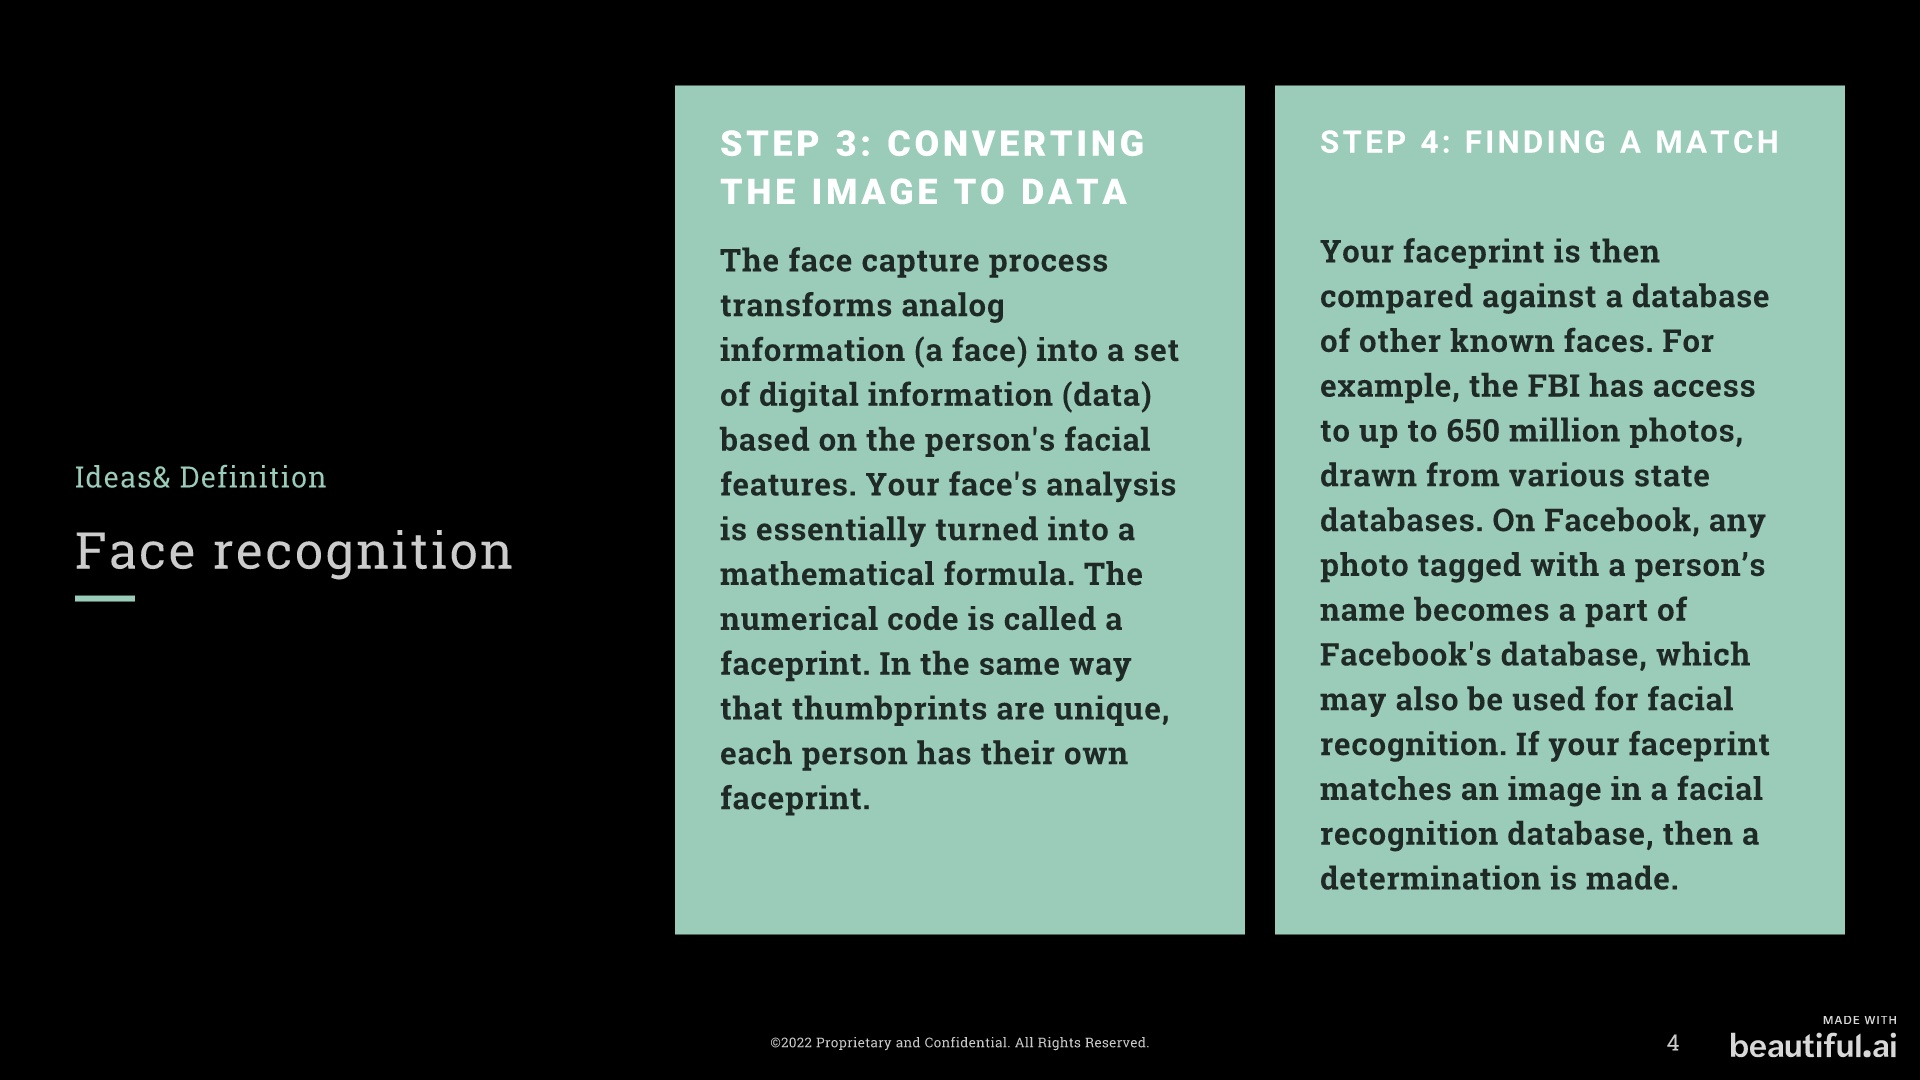 Ideas& Definition
Face recognition
STEP 3: CONVERTING
THE IMAGE TO DATA
The face capture process
transforms analog
information (a face) into a set
of digital information (data)
based on the person's facial
features. Your face's analysis
is essentially turned into a
mathematical formula. The
numerical code is called a
faceprint. In the same way
that thumbprints are unique,
each person has their own
faceprint.
STEP 4: FINDING A MATCH
Your faceprint is then
compared against a database
of other known faces. For
example, the FBI has access
to up to 650 million photos,
drawn from various state
databases. On Facebook, any
photo tagged with a person’s
name becomes a part of
Facebook's database, which
may also be used for facial
recognition. If your faceprint
matches an image in a facial
recognition database, then a
determination is made.
©2022 Proprietary and Confidential. All Rights Reserved.
4
MADE WITH
beautiful.ai